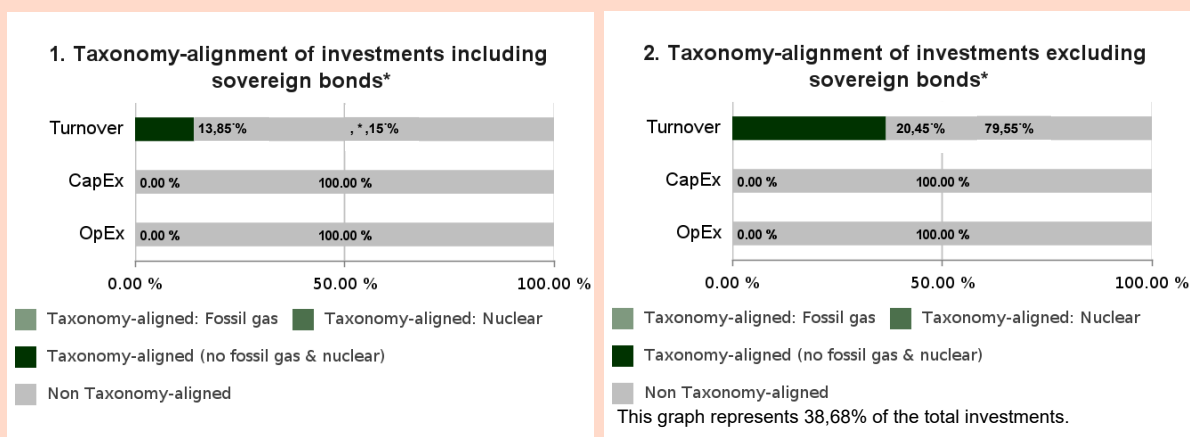 1. Taxonomy-alignment of investments including
sovereign bonds*
Turnover
13,85 %
,15 %
CapEx
0.00 %
100.00 %
OpEx
0.00 %
100.00 %
0.00 %
50.00 %
100.00 %
Taxonomy-aligned: Fossil gas
Taxonomy-aligned: Nuclear
Taxonomy-aligned (no fossil gas & nuclear)
Non Taxonomy-aligned
2. Taxonomy-alignment of investments excluding
sovereign bonds*
Turnover
20,45 %
79,55 %
CapEx
0.00 %
100.00 %
OpEx
0.00 %
100.00 %
0.00 %
50.00 %
100.00 %
Taxonomy-aligned: Fossil gas
Taxonomy-aligned: Nuclear
Taxonomy-aligned (no fossil gas & nuclear)
Non Taxonomy-aligned
This graph represents 38,68% of the total investments.